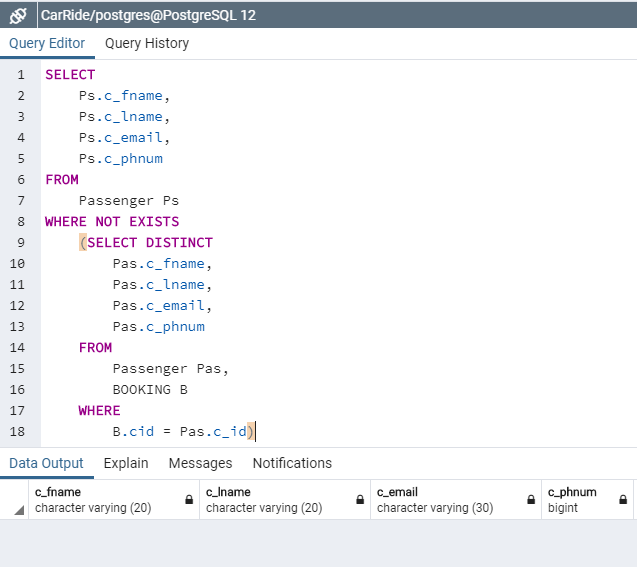 CarRide/postgres@PostgreSQL 12
Query Editor Query History
1 SELECT
2 Ps.c_fname,
3 Ps.c_lname,
4 Ps.c_email,
5 Ps.c_phnum
6 FROM
7 Passenger Ps
8 WHERE NOT EXISTS
9 (SELECT DISTINCT
10 Pas.c_fname,
11 Pas.c_lname,
12 Pas.c_email,
13 Pas.c_phnum
14 FROM
15 Passenger Pas,
16 BOOKING B
17 WHERE
18 B.cid = Pas.c_id)
Data Output Explain Messages Notifications
c_fname c_lname c_email c_phnum
character varying (20) character varying (20) character varying (30) bigint